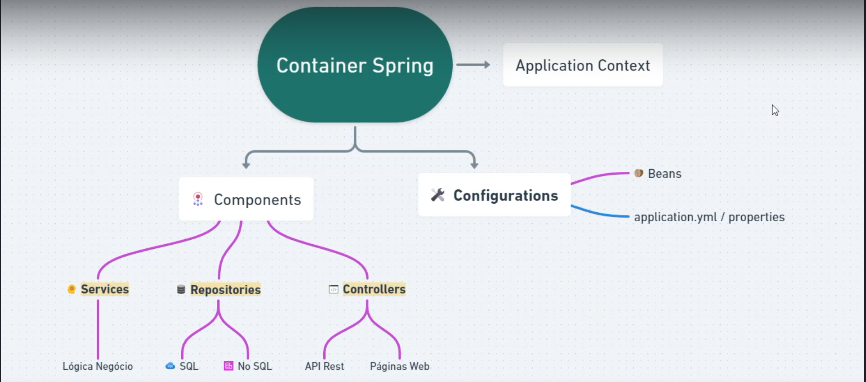 Container Spring
Application Context
Components
Configurations
Beans
application.yml / properties
Services
Repositories
Controllers
Lógica Negócio
SQL
No SQL
API Rest
Páginas Web